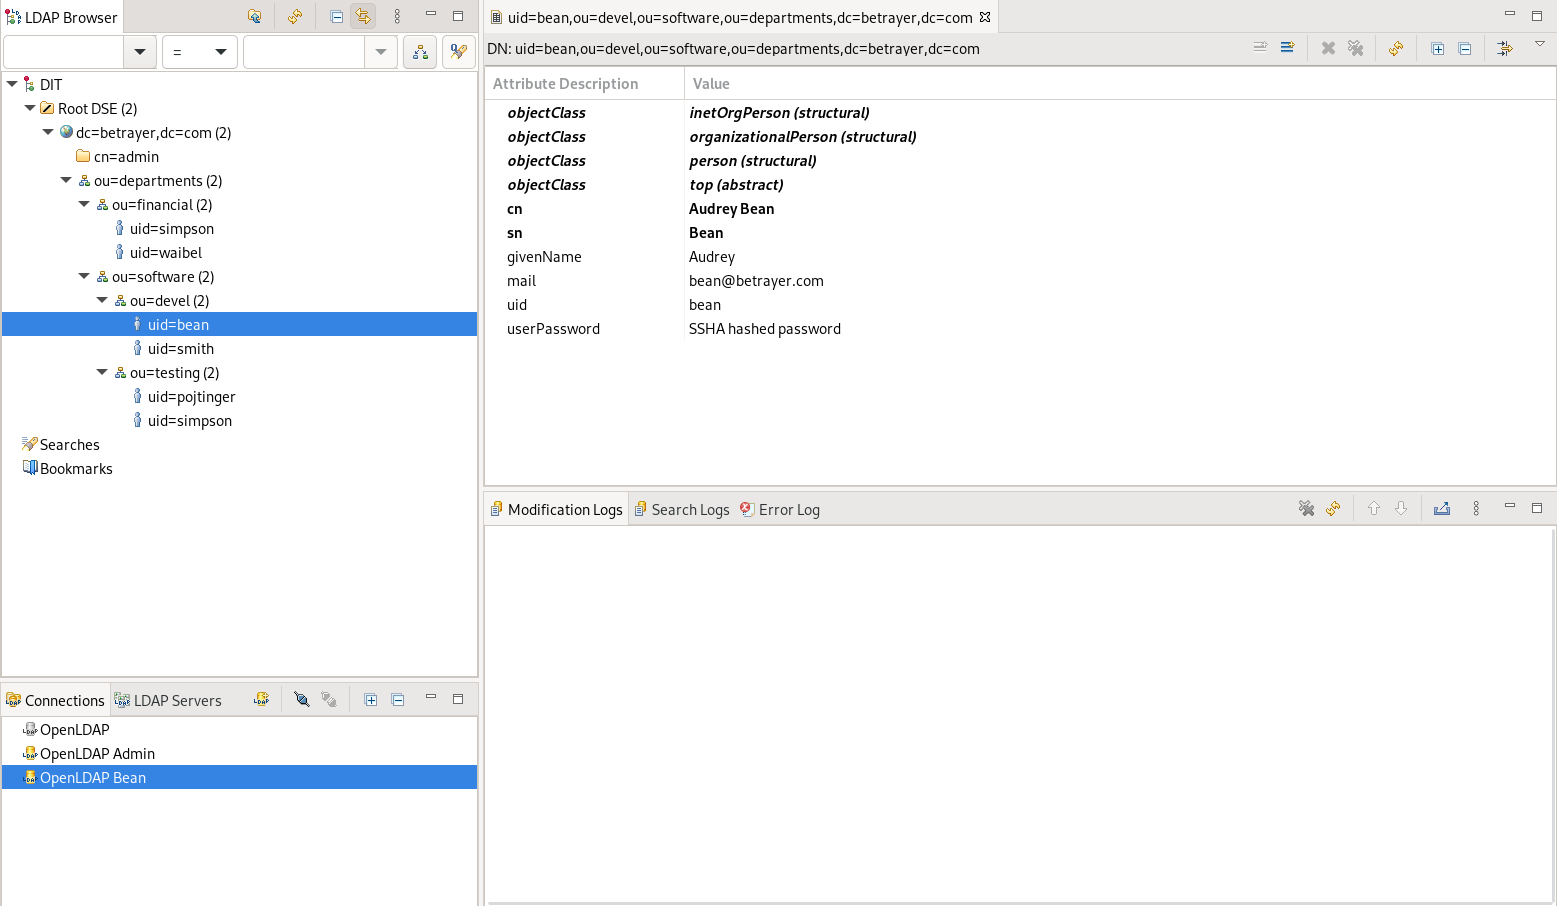 LDAP Browser
=
DIT
Root DSE (2)
dc=betrayer,dc=com (2)
cn=admin
ou=departments (2)
ou=financial (2)
uid=simpson
uid=waibel
ou=software (2)
ou=devel (2)
uid=bean
uid=smith
ou=testing (2)
uid=pojtinger
uid=simpson
Searches
Bookmarks
Connections
LDAP Servers
OpenLDAP
OpenLDAP Admin
OpenLDAP Bean
uid=bean,ou=devel,ou=software,ou=departments,dc=betrayer,dc=com
DN: uid=bean,ou=devel,ou=software,ou=departments,dc=betrayer,dc=com
Attribute Description Value
objectClass inetOrgPerson (structural)
objectClass organizationalPerson (structural)
objectClass person (structural)
objectClass top (abstract)
cn Audrey Bean
sn Bean
givenName Audrey
mail bean@betrayer.com
uid bean
userPassword SSHA hashed password
Modification Logs Search Logs Error Log